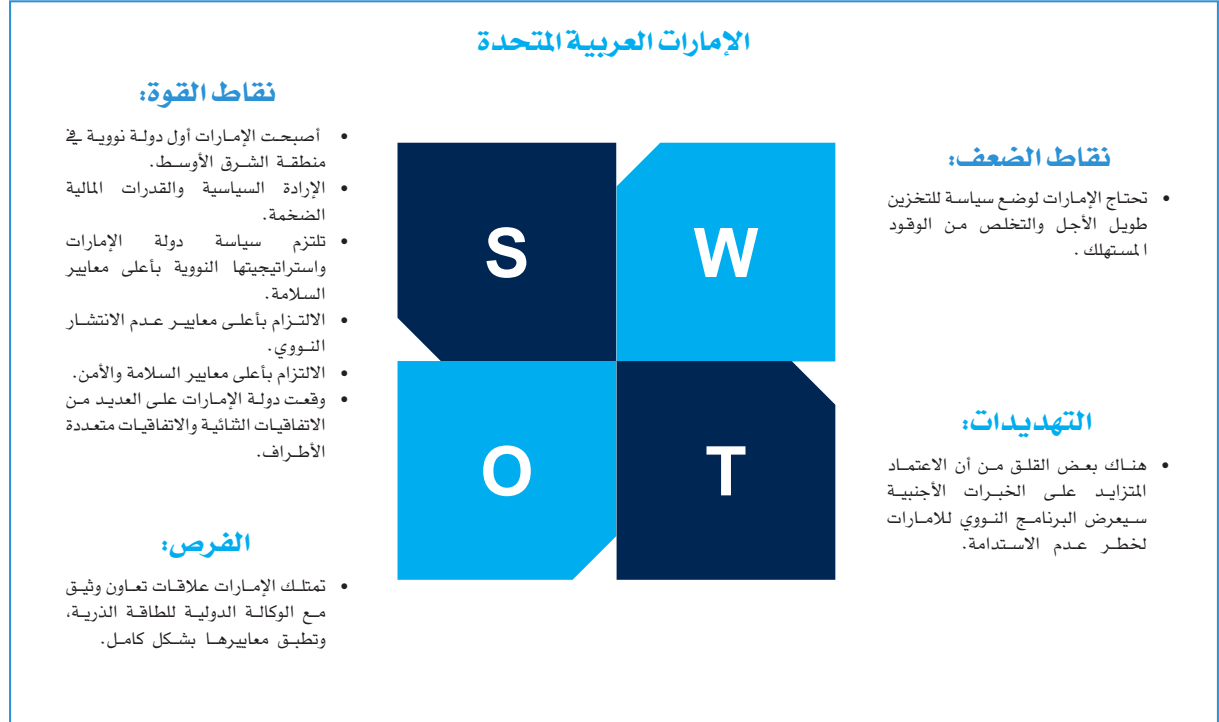 الإمارات العربية المتحدة
نقاط القوة:
• أصبحت الإمارات أول دولة نووية في
منطقة الشرق الأوسط.
• الإرادة السياسية والقدرات المالية
الضخمة.
• تلتزم سياسة دولة الإمارات
واستراتيجيتها النووية بأعلى معايير
السلامة.
• الالتزام بأعلى معايير عدم الانتشار
النووي.
• الالتزام بأعلى معايير السلامة والأمن.
• وقعت دولة الإمارات على العديد من
الاتفاقيات الثنائية والاتفاقيات متعددة
الأطراف.
نقاط الضعف:
• تحتاج الإمارات لوضع سياسة للتخزين
طويل الأجل والتخلص من الوقود
المستهلك.
S
W
O
T
الفرص:
• تمتلك الإمارات علاقات تعاون وثيق
مع الوكالة الدولية للطاقة الذرية،
وتطبق معاييرها بشكل كامل.
التهديدات:
• هناك بعض القلق من أن الاعتماد
المتزايد على الخبرات الأجنبية
سيعرض البرنامج النووي للامارات
لخطر عدم الاستدامة.